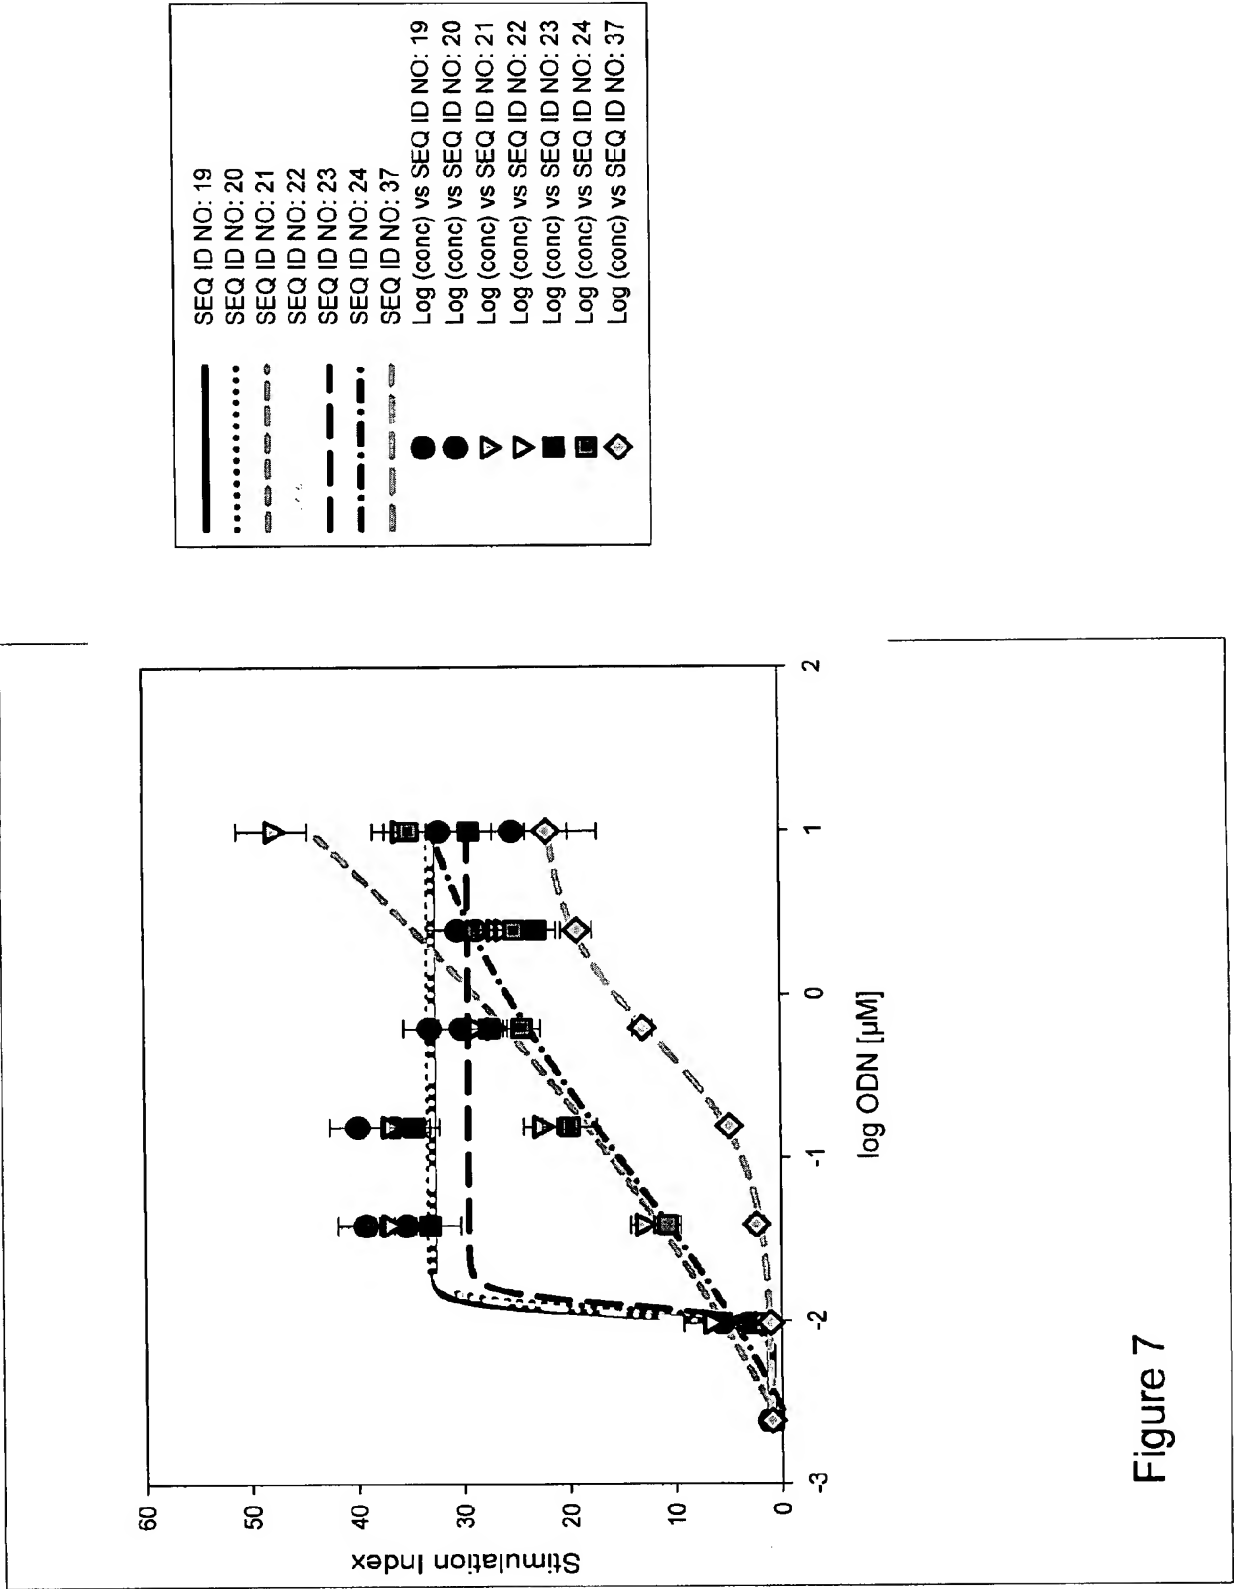 60
50
40
30
20
10
0
Stimulation Index
-3
-2
-1
0
1
2
log ODN [µM]
SEQ ID NO: 19
SEQ ID NO: 20
SEQ ID NO: 21
SEQ ID NO: 22
SEQ ID NO: 23
SEQ ID NO: 24
SEQ ID NO: 37
Log (conc) vs SEQ ID NO: 19
Log (conc) vs SEQ ID NO: 20
Log (conc) vs SEQ ID NO: 21
Log (conc) vs SEQ ID NO: 22
Log (conc) vs SEQ ID NO: 23
Log (conc) vs SEQ ID NO: 24
Log (conc) vs SEQ ID NO: 37
Figure 7